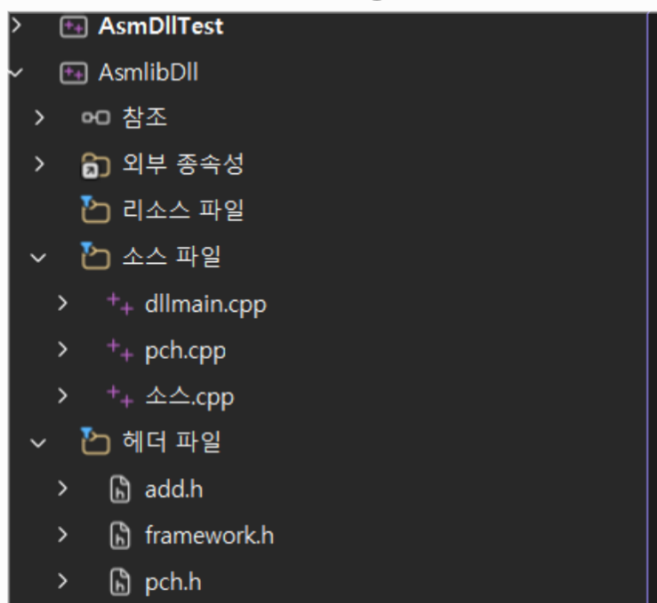 AsmDllTest
AsmlibDll
참조
외부 종속성
리소스 파일
소스 파일
dllmain.cpp
pch.cpp
소스.cpp
헤더 파일
add.h
framework.h
pch.h